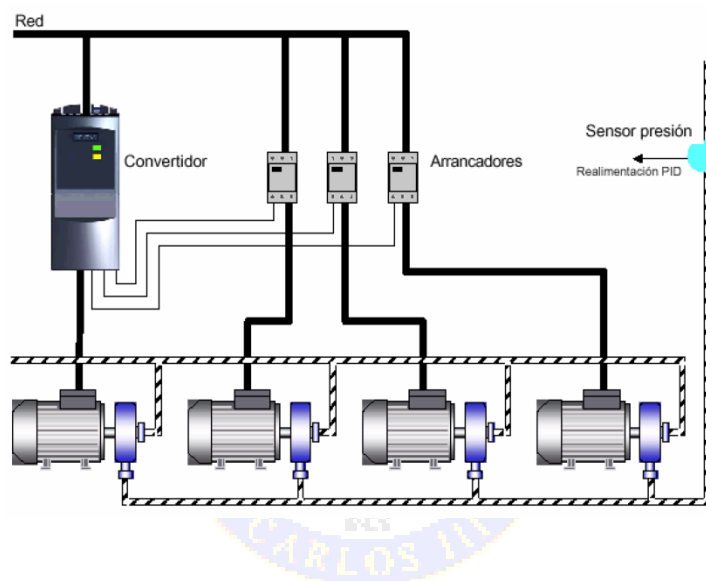 Red
Convertidor
Arrancadores
Sensor presión
Realimentación PID
CARLOS III